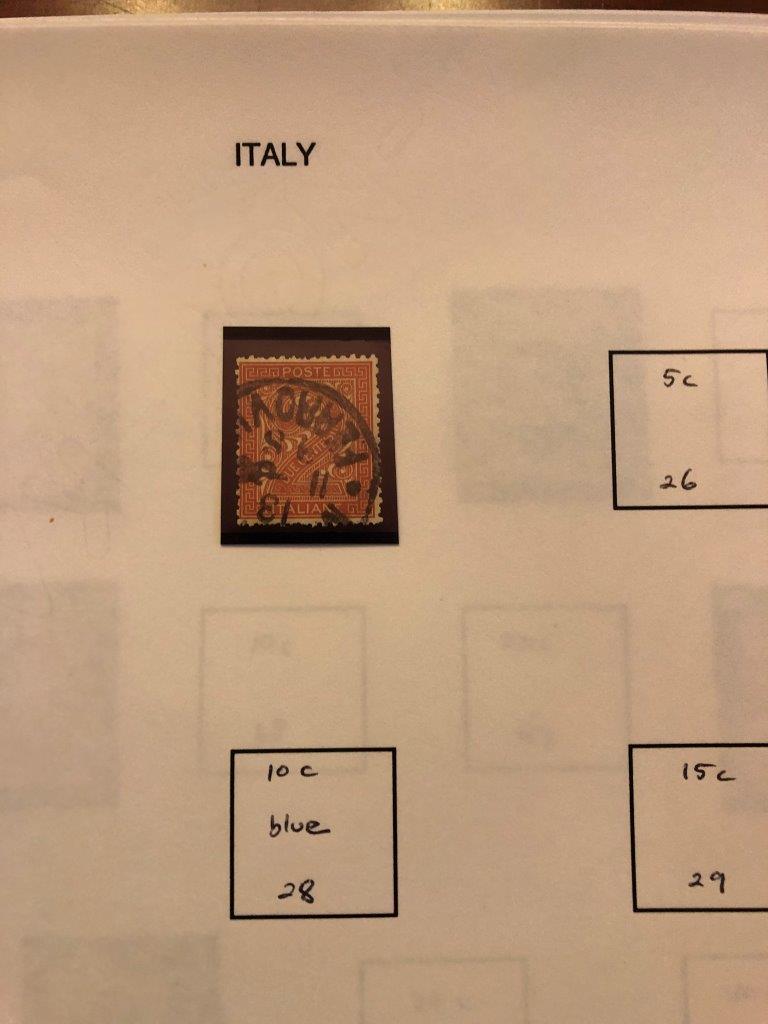 ITALY
POSTE
5c
26
ITALIANE
10 c
blue
28
15c
29